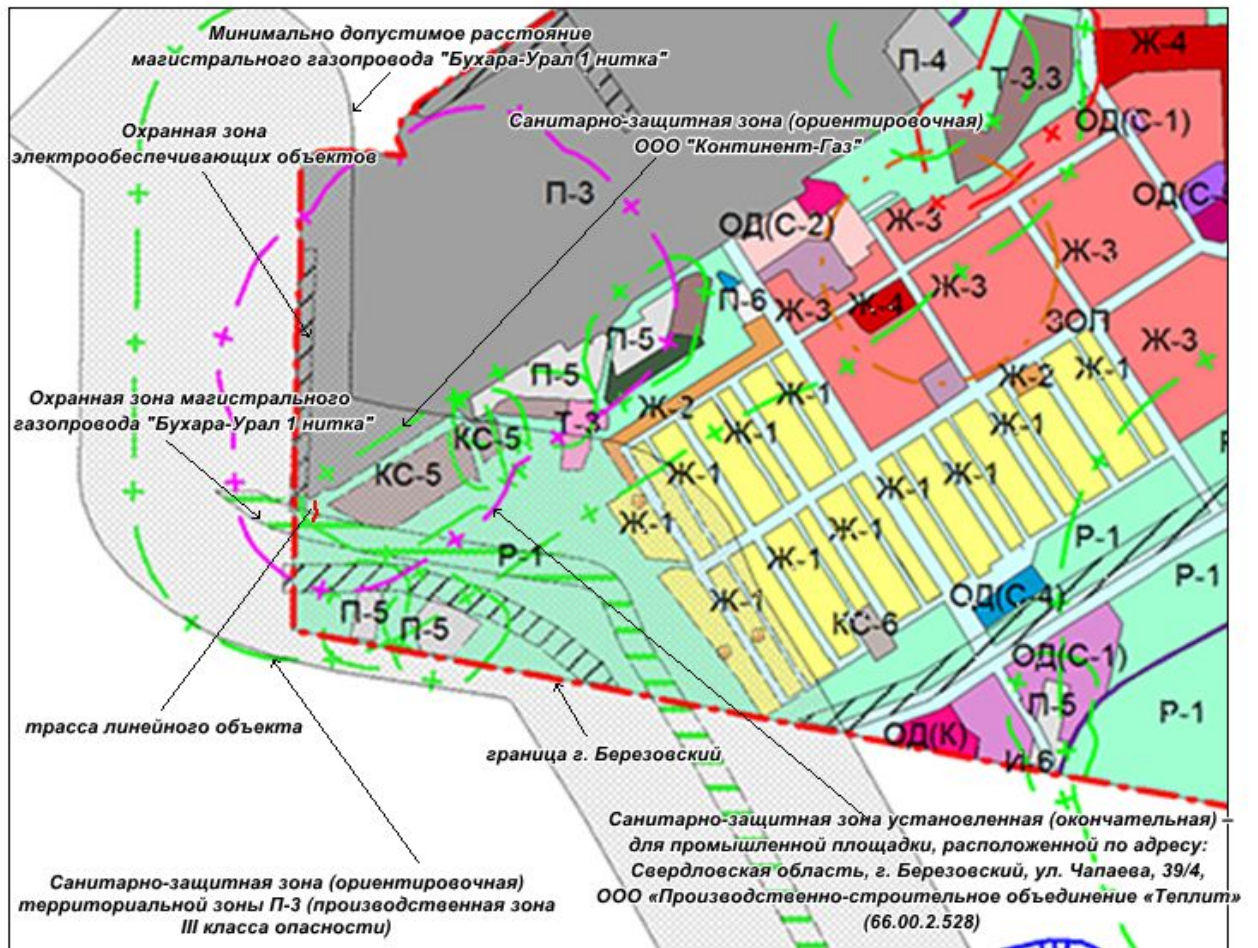 Минимально допустимое расстояние
магистрального газопровода "Бухара-Урал 1 нитка"
Охранная зона
электрообеспечивающих объектов
Санитарно-защитная зона (ориентировочная)
ООО "Континент-Газ"
П-4
Т-3.3
Ж-4
ОД(С-1)
П-3
ОД(С-2)
Ж-3
Ж-3
Ж-3
П-6
Ж-3
Ж-4
ЗОП
Ж-3
П-5
П-5
Охранная зона магистрального
газопровода "Бухара-Урал 1 нитка"
Ж-2
Ж-1
Ж-2
Ж-1
Т-3
КС-5
КС-5
Ж-1
Ж-1
Ж-1
Ж-1
Ж-1
Ж-1
Ж-1
Р-1
Ж-1
Р-1
Р-1
П-5
П-5
Ж-1
КС-6
ОД(С-4)
ОД(С-1)
П-5
Р-1
трасса линейного объекта
граница г. Березовский
ОД(К)
И-6
Санитарно-защитная зона установленная (окончательная) –
для промышленной площадки, расположенной по адресу:
Свердловская область, г. Березовский, ул. Чапаева, 39/4,
ООО «Производственно-строительное объединение «Теплит»
(66.00.2.528)
Санитарно-защитная зона (ориентировочная)
территориальной зоны П-3 (производственная зона
III класса опасности)